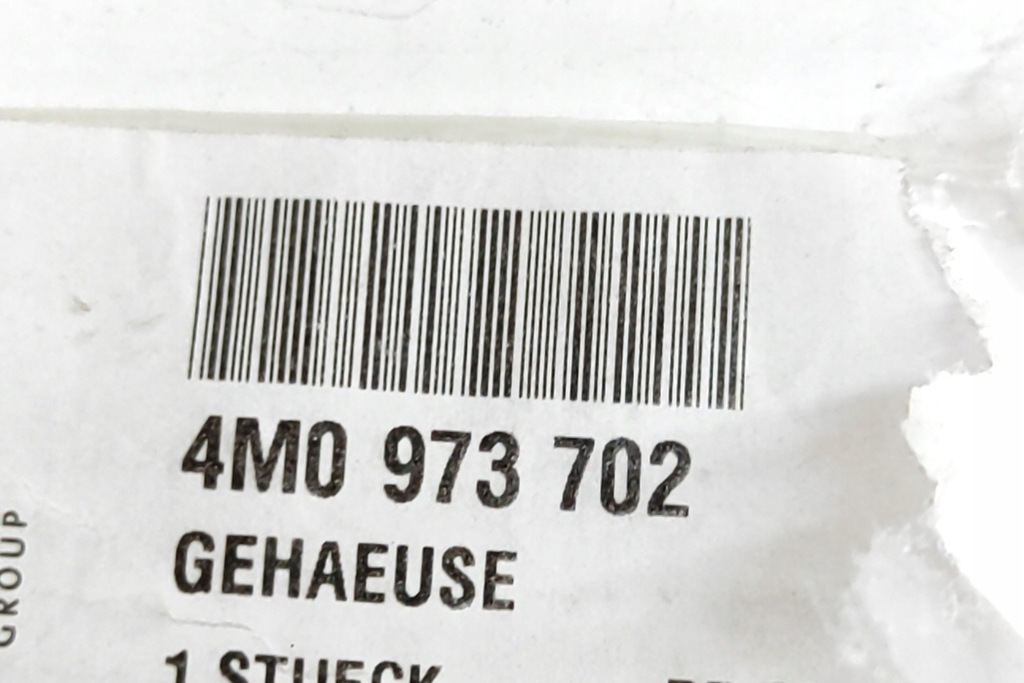 4M0 973 702
GEHAEUSE
1 STUECK
GROUP